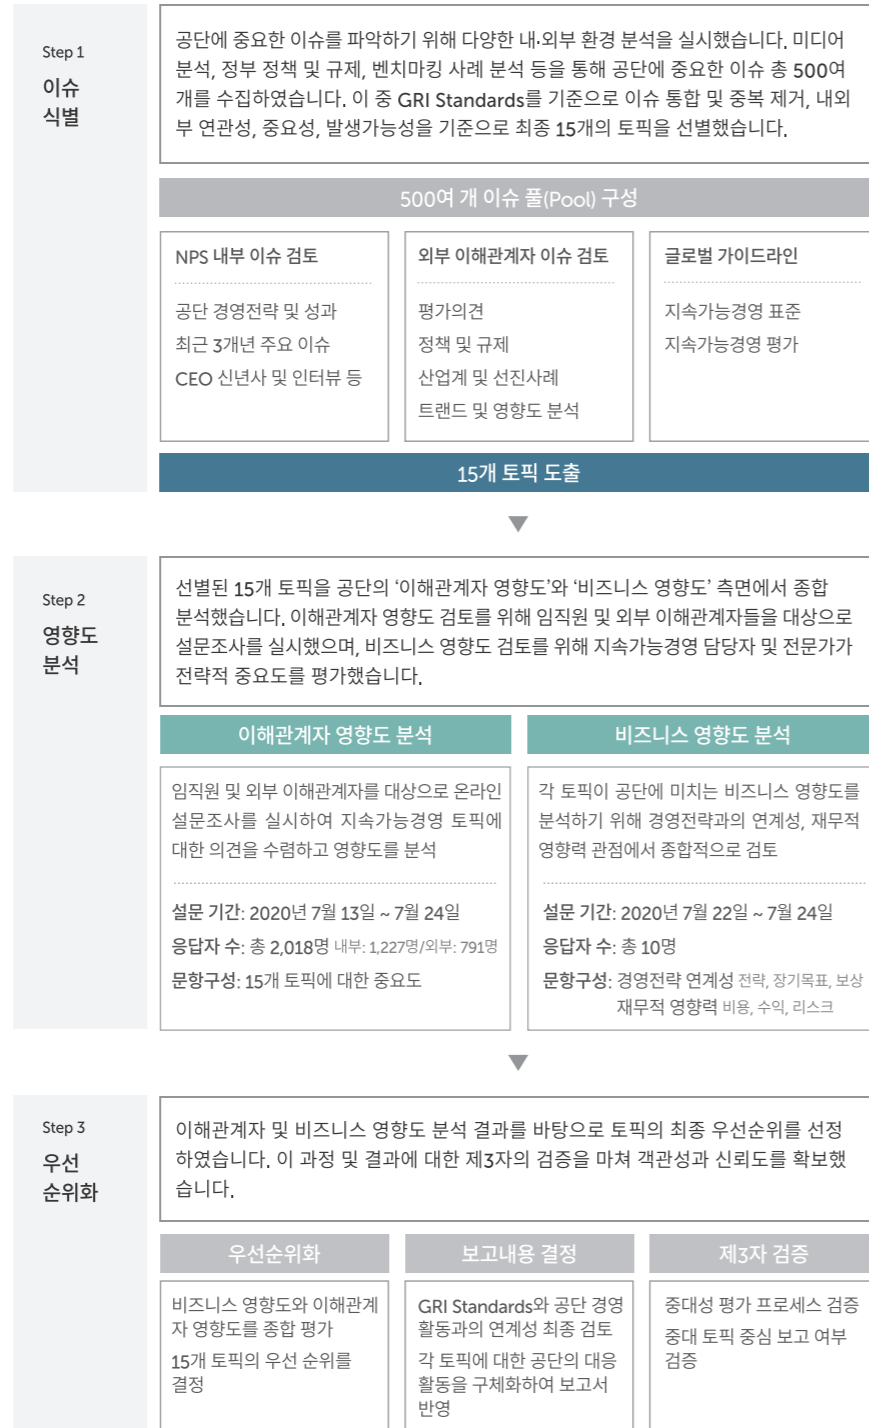 Step 1
이슈
식별
공단에 중요한 이슈를 파악하기 위해 다양한 내·외부 환경 분석을 실시했습니다. 미디어
분석, 정부 정책 및 규제, 벤치마킹 사례 분석 등을 통해 공단에 중요한 이슈 총 500여
개를 수집하였습니다. 이 중 GRI Standards를 기준으로 이슈 통합 및 중복 제거, 내외
부 연관성, 중요성, 발생가능성을 기준으로 최종 15개의 토픽을 선별했습니다.
500여 개 이슈 풀(Pool) 구성
NPS 내부 이슈 검토
공단 경영전략 및 성과
최근 3개년 주요 이슈
CEO 신년사 및 인터뷰 등
외부 이해관계자 이슈 검토
평가의견
정책 및 규제
산업계 및 선진사례
트랜드 및 영향도 분석
글로벌 가이드라인
지속가능경영 표준
지속가능경영 평가
15개 토픽 도출
Step 2
영향도
분석
선별된 15개 토픽을 공단의 ‘이해관계자 영향도’와 ‘비즈니스 영향도’ 측면에서 종합
분석했습니다. 이해관계자 영향도 검토를 위해 임직원 및 외부 이해관계자들을 대상으로
설문조사를 실시했으며, 비즈니스 영향도 검토를 위해 지속가능경영 담당자 및 전문가가
전략적 중요도를 평가했습니다.
이해관계자 영향도 분석
임직원 및 외부 이해관계자를 대상으로 온라인
설문조사를 실시하여 지속가능경영 토픽에
대한 의견을 수렴하고 영향도를 분석
설문 기간: 2020년 7월 13일 ~ 7월 24일
응답자 수: 총 2,018명 내부: 1,227명/외부: 791명
문항구성: 15개 토픽에 대한 중요도
비즈니스 영향도 분석
각 토픽이 공단에 미치는 비즈니스 영향도를
분석하기 위해 경영전략과의 연계성, 재무적
영향력 관점에서 종합적으로 검토
설문 기간: 2020년 7월 22일 ~ 7월 24일
응답자 수: 총 10명
문항구성: 경영전략 연계성 전략, 장기목표, 보상
재무적 영향력 비용, 수익, 리스크
Step 3
우선
순위화
이해관계자 및 비즈니스 영향도 분석 결과를 바탕으로 토픽의 최종 우선순위를 선정
하였습니다. 이 과정 및 결과에 대한 제3자의 검증을 마쳐 객관성과 신뢰도를 확보했
습니다.
우선순위화
비즈니스 영향도와 이해관계
자 영향도를 종합 평가
15개 토픽의 우선 순위를
결정
보고내용 결정
GRI Standards와 공단 경영
활동과의 연계성 최종 검토
각 토픽에 대한 공단의 대응
활동을 구체화하여 보고서
반영
제3자 검증
중대성 평가 프로세스 검증
중대 토픽 중심 보고 여부
검증